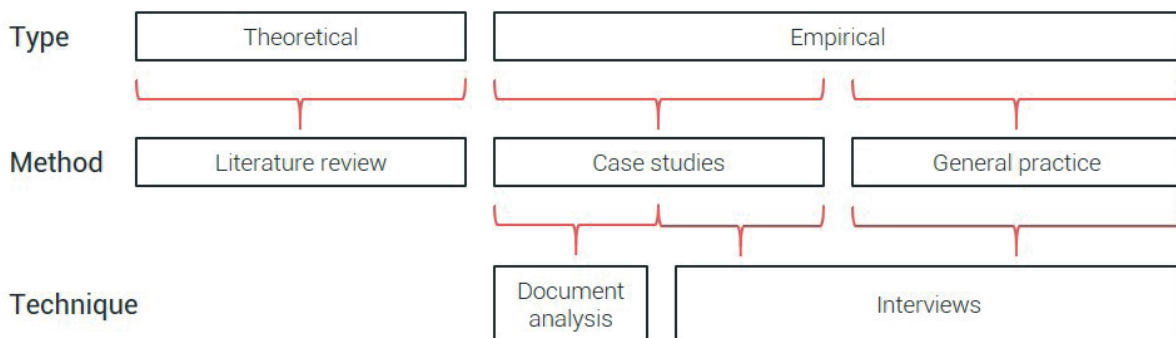 Type
Theoretical
Empirical
Method
Literature review
Case studies
General practice
Technique
Document
analysis
Interviews